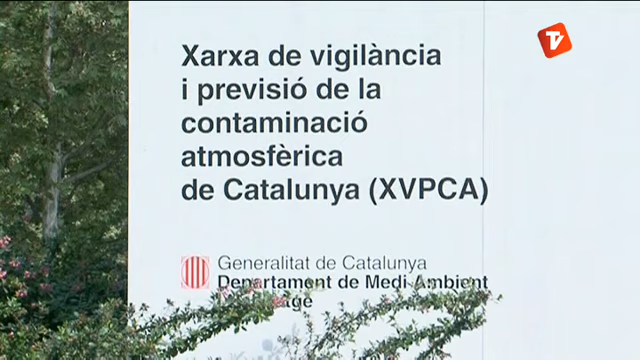 Xarxa de vigilància
i previsió de la
contaminació
atmosfèrica
de Catalunya (XVPCA)
Generalitat de Catalunya
Departament de Medi Ambient